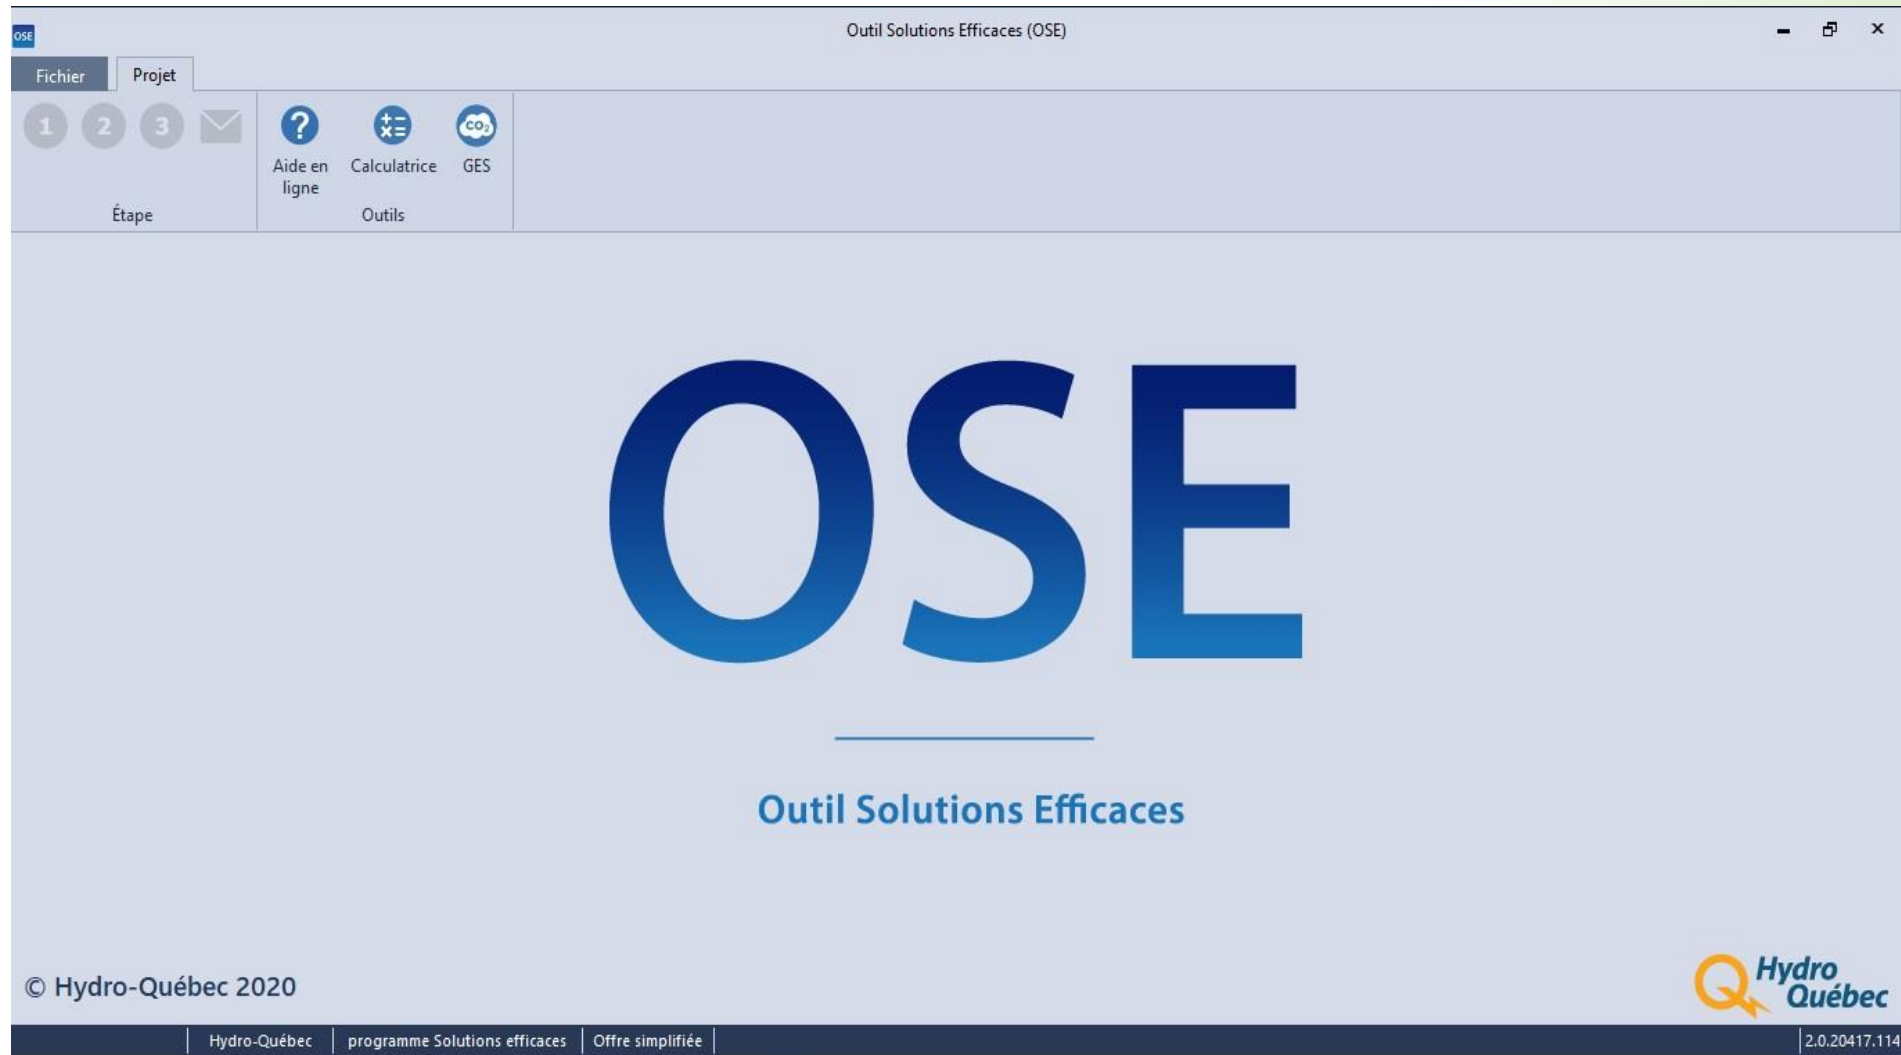 OSE
Outil Solutions Efficaces (OSE)
Fichier
Projet
1
2
3
?
CO₂
Aide en
ligne
Calculatrice
GES
Étape
Outils
OSE
Outil Solutions Efficaces
© Hydro-Québec 2020
Hydro
Québec
Hydro-Québec
programme Solutions efficaces
Offre simplifiée
2.0.20417.114